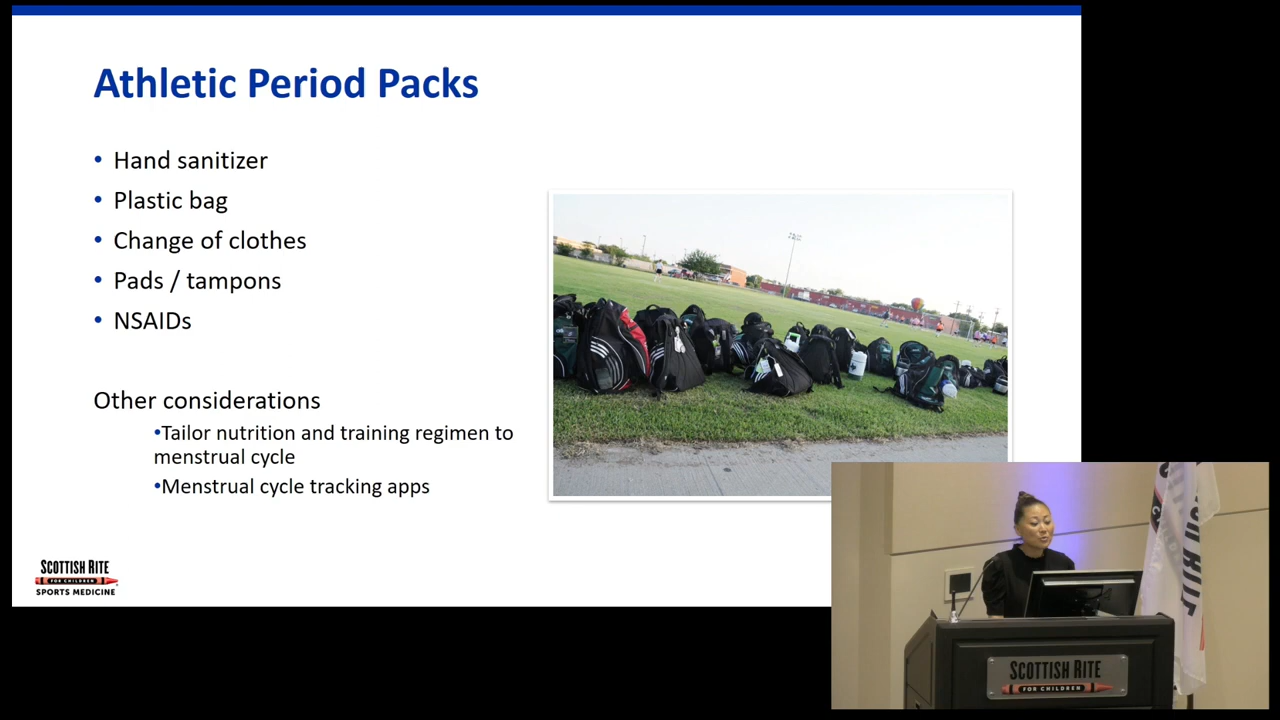 Athletic Period Packs
• Hand sanitizer
• Plastic bag
• Change of clothes
• Pads / tampons
• NSAIDs
Other considerations
•Tailor nutrition and training regimen to
menstrual cycle
•Menstrual cycle tracking apps
SCOTTISH RITE
FOR CHILDREN
SPORTS MEDICINE
SCOTTISH RITE
FOR CHILDREN